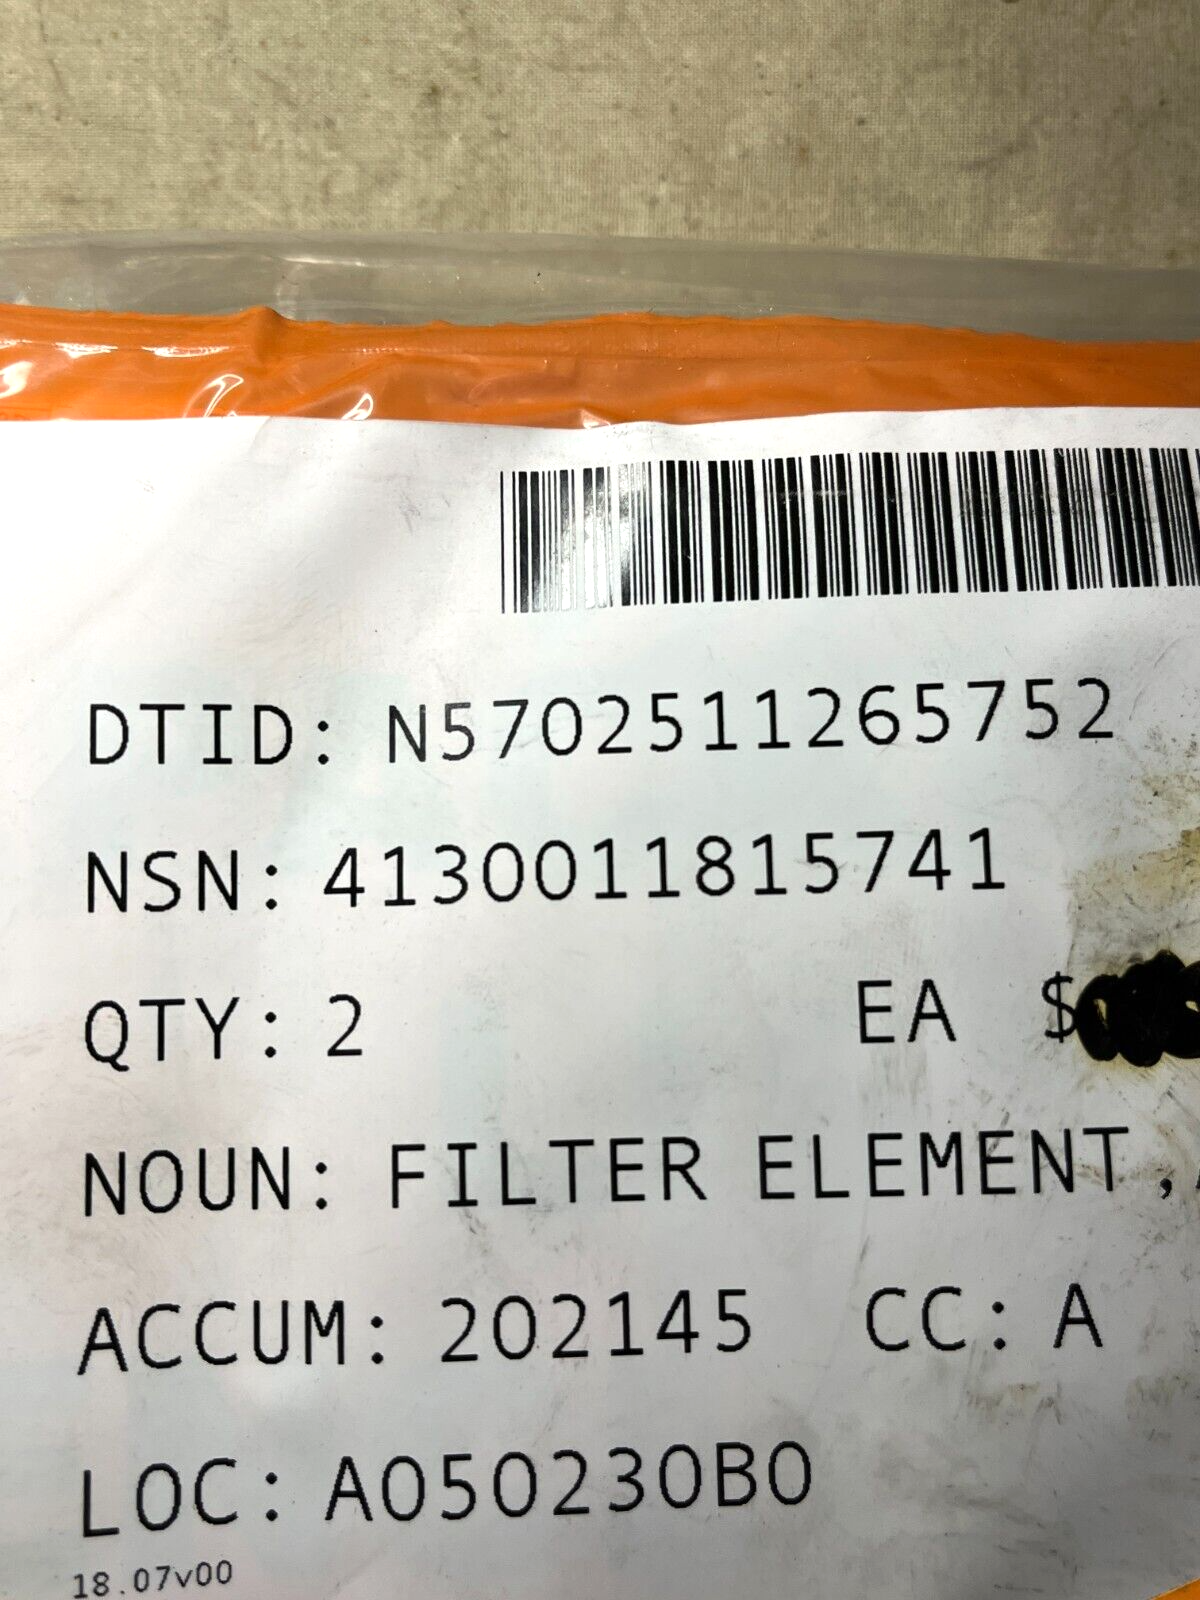 DTID: N5702511265752
NSN: 4130011815741
QTY: 2 EA $
NOUN: FILTER ELEMENT,
ACCUM: 202145 CC: A
LOC: A050230B0
18.07v00